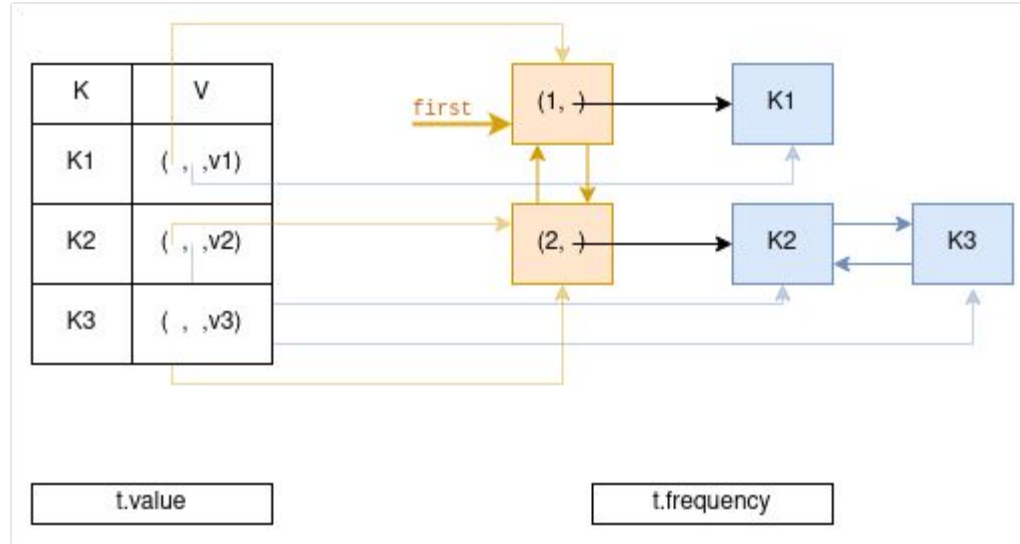 K V
first
(1, )
K1
K1 ( , ,v1)
K2 ( , ,v2)
(2, )
K2
K3
K3 ( , ,v3)
t.value
t.frequency